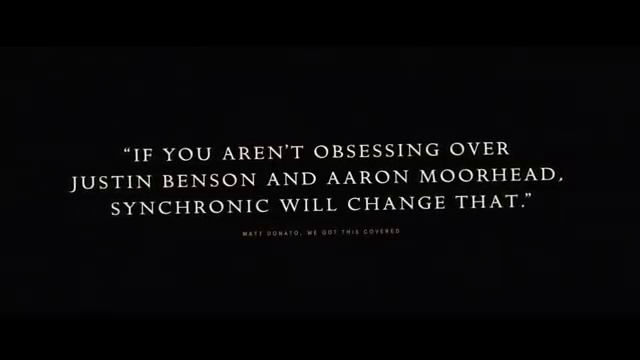 “IF YOU AREN’T OBSESSING OVER
JUSTIN BENSON AND AARON MOORHEAD,
SYNCHRONIC WILL CHANGE THAT.”
MATT DONATO, WE GOT THIS COVERED